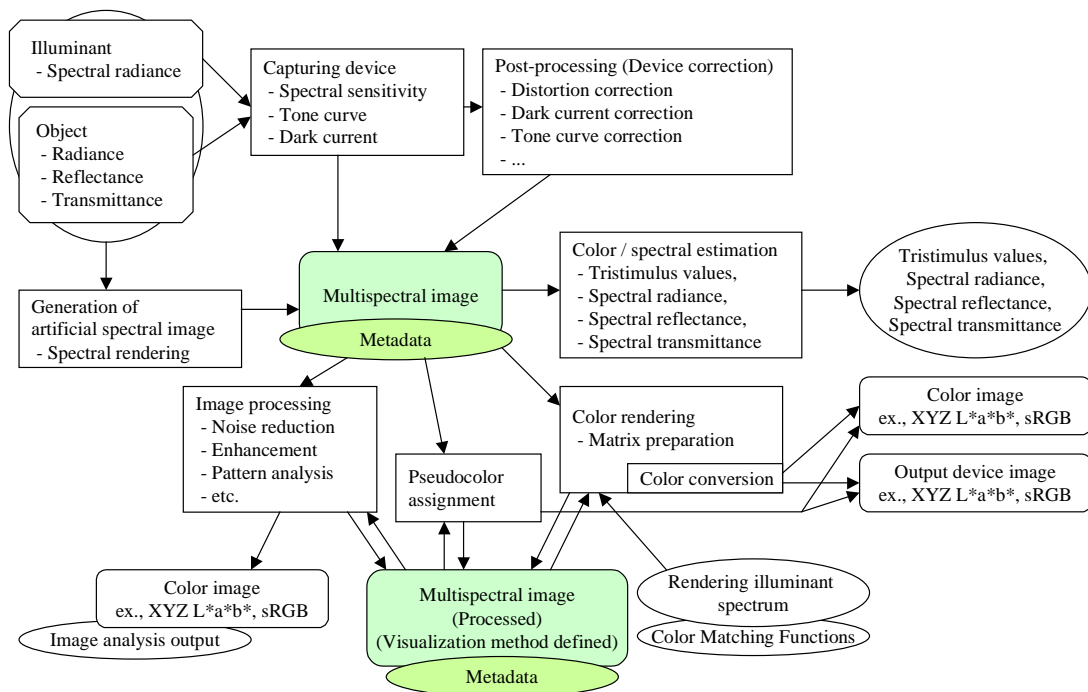 Illuminant
- Spectral radiance
Object
- Radiance
- Reflectance
- Transmittance
Capturing device
- Spectral sensitivity
- Tone curve
- Dark current
Post-processing (Device correction)
- Distortion correction
- Dark current correction
- Tone curve correction
- ...
Generation of
artificial spectral image
- Spectral rendering
Multispectral image
Metadata
Color / spectral estimation
- Tristimulus values,
- Spectral radiance,
- Spectral reflectance,
- Spectral transmittance
Tristimulus values,
Spectral radiance,
Spectral reflectance,
Spectral transmittance
Image processing
- Noise reduction
- Enhancement
- Pattern analysis
- etc.
Pseudocolor
assignment
Color rendering
- Matrix preparation
Color conversion
Color image
ex., XYZ L*a*b*, sRGB
Output device image
ex., XYZ L*a*b*, sRGB
Color image
ex., XYZ L*a*b*, sRGB
Image analysis output
Multispectral image
(Processed)
(Visualization method defined)
Metadata
Rendering illuminant
spectrum
Color Matching Functions